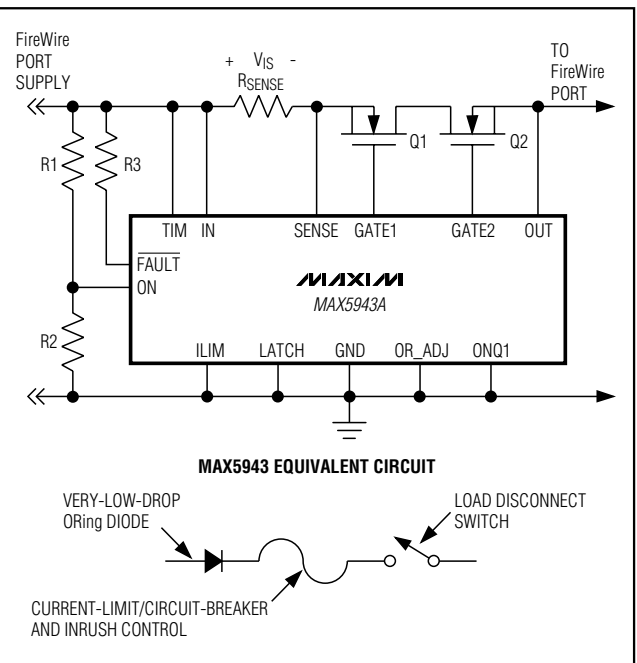 FireWire
PORT
SUPPLY
+ VIS -
RSENSE
TO
FireWire
PORT
R1
R3
Q1
Q2
TIM IN SENSE GATE1 GATE2 OUT
FAULT
ON
MAXIM
MAX5943A
R2
ILIM LATCH GND OR_ADJ ONQ1
MAX5943 EQUIVALENT CIRCUIT
VERY-LOW-DROP
ORing DIODE
LOAD DISCONNECT
SWITCH
CURRENT-LIMIT/CIRCUIT-BREAKER
AND INRUSH CONTROL